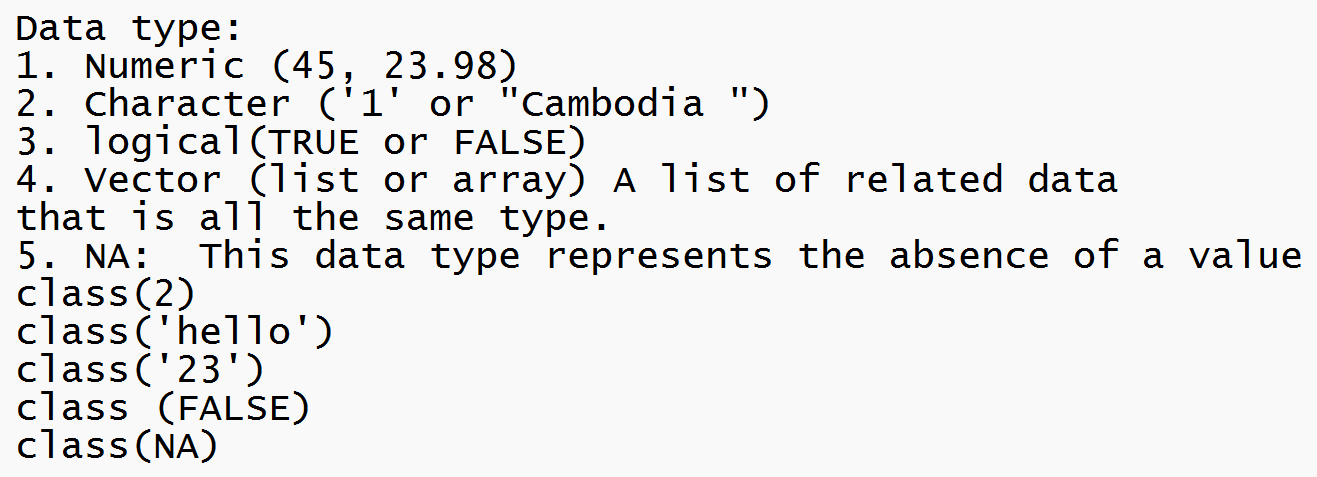 Data type:
1. Numeric (45, 23.98)
2. Character ('1' or "Cambodia ")
3. logical(TRUE or FALSE)
4. Vector (list or array) A list of related data
that is all the same type.
5. NA:  This data type represents the absence of a value
class(2)
class('hello')
class('23')
class (FALSE)
class(NA)